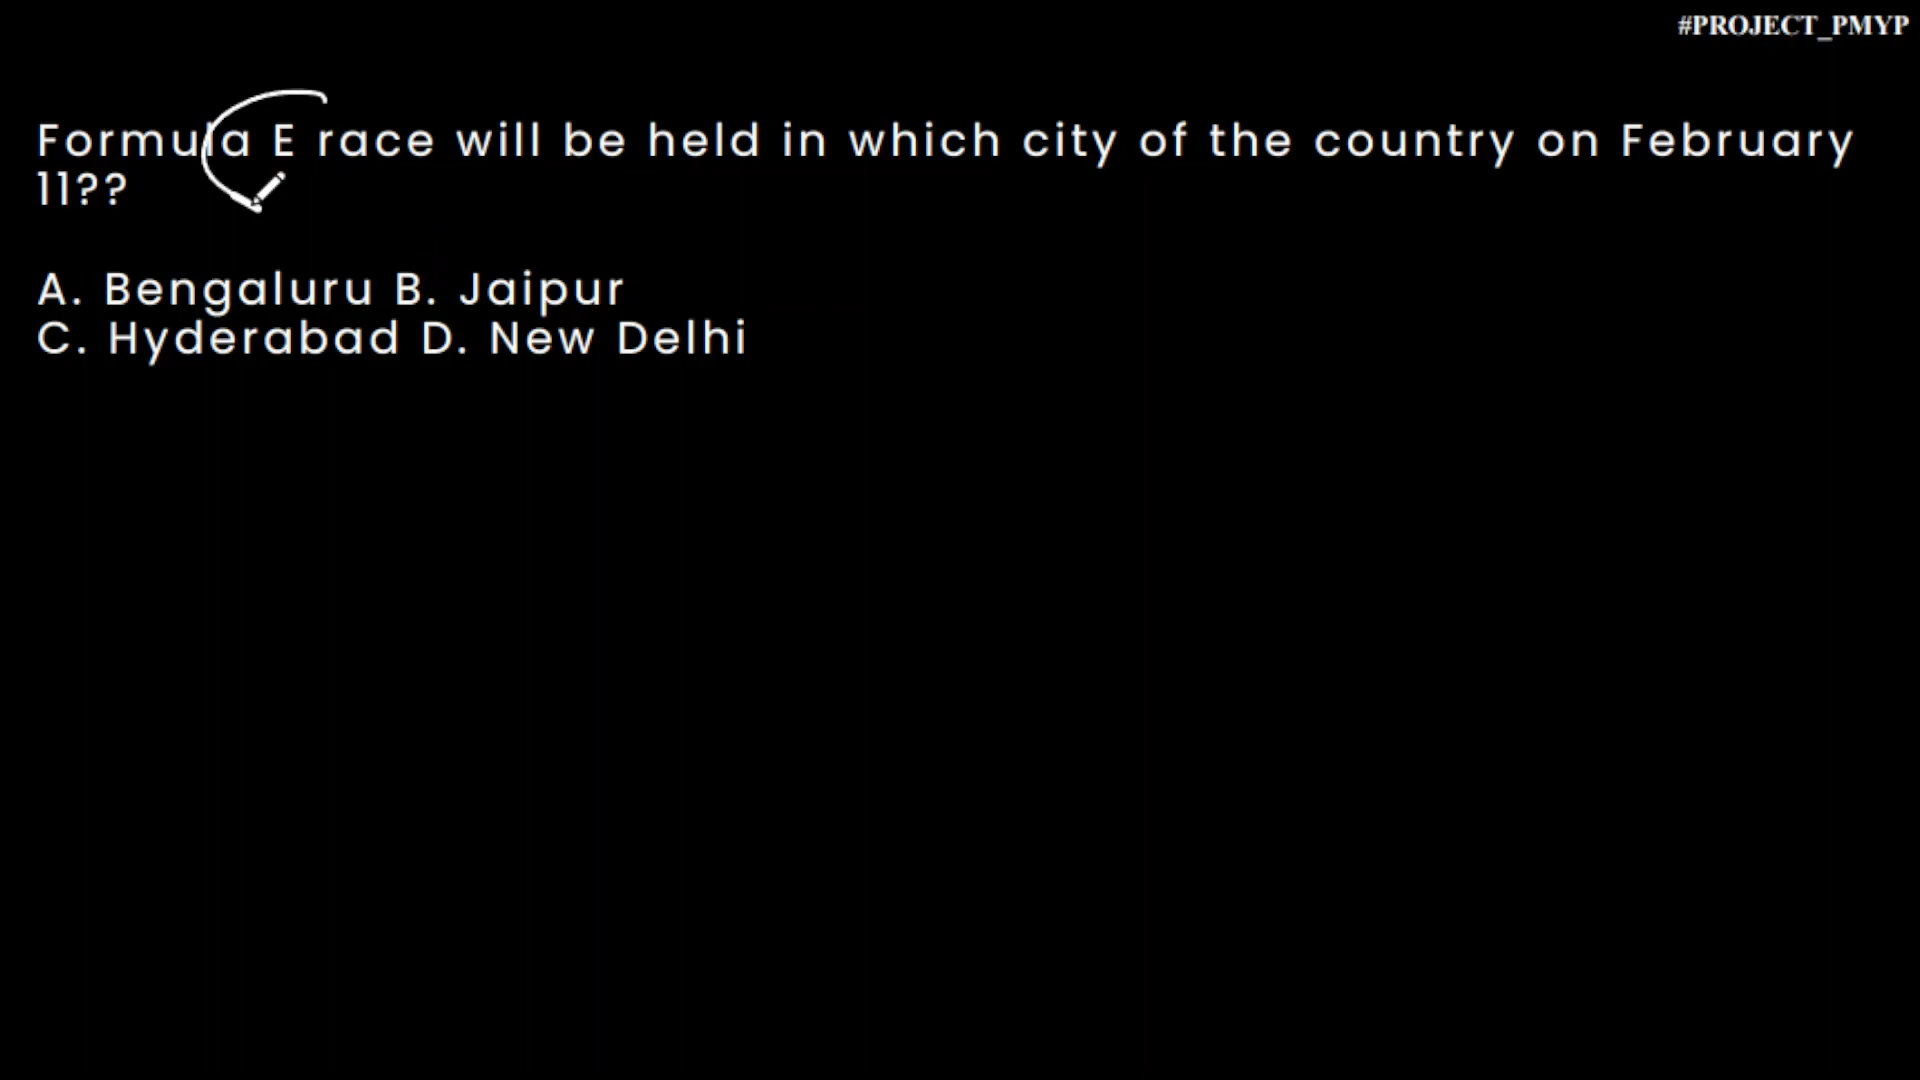 #PROJECT_PMYP
Formula E race will be held in which city of the country on February
11??
A. Bengaluru B. Jaipur
C. Hyderabad D. New Delhi